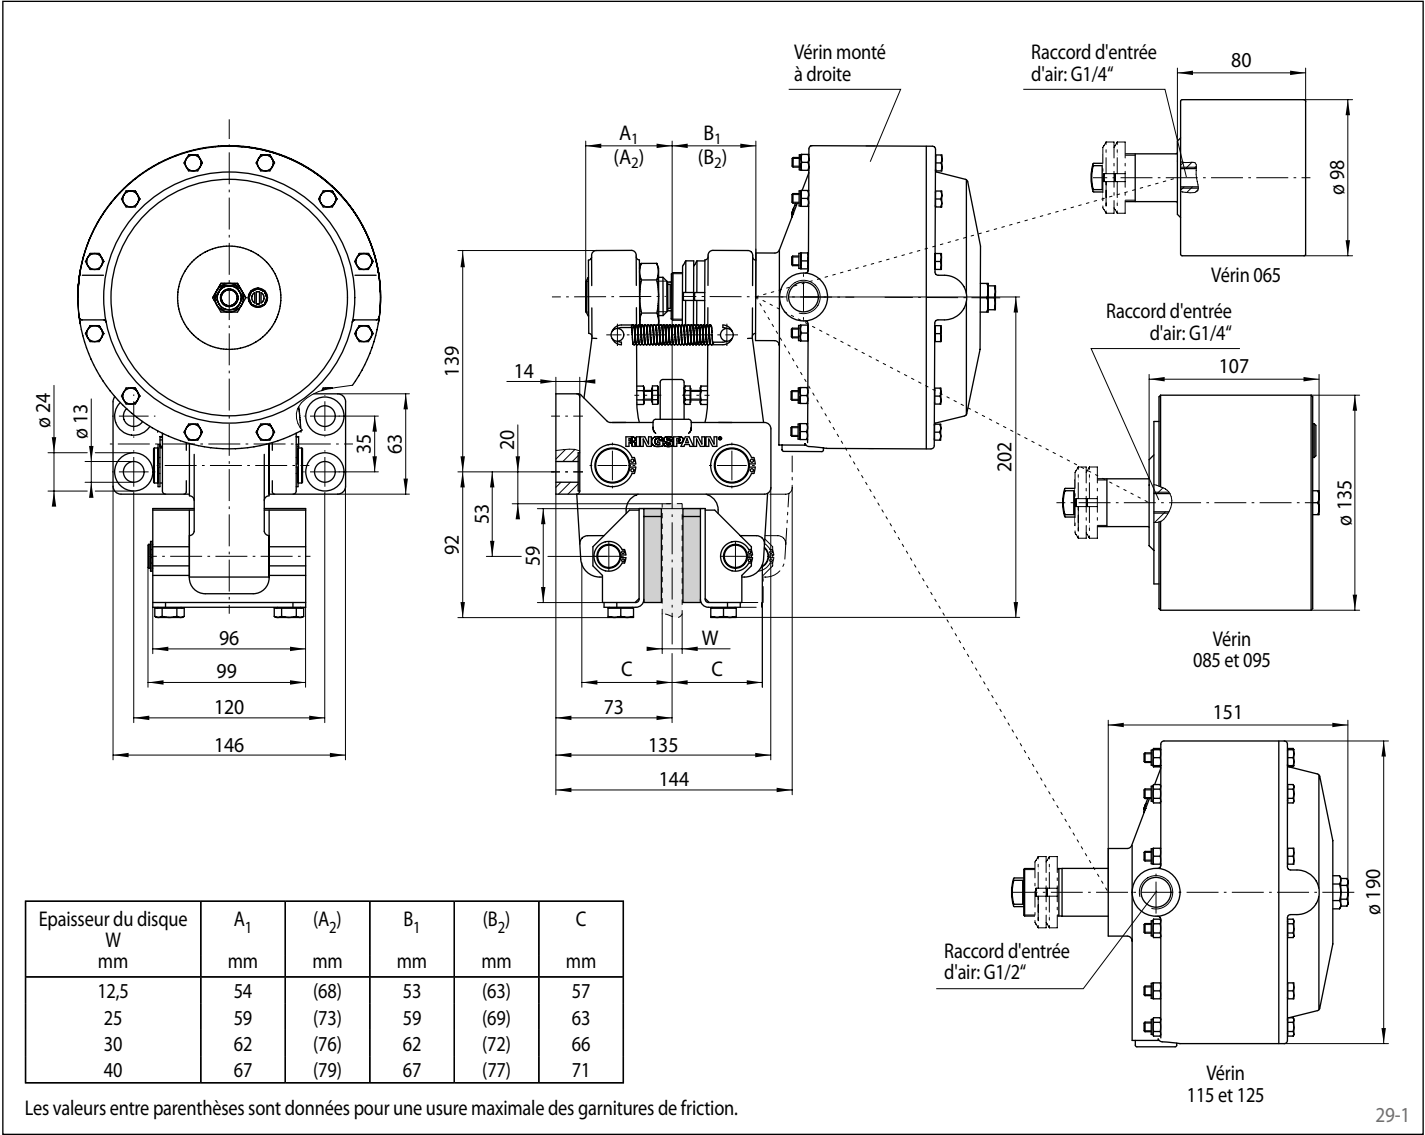 Vérin monté
à droite
Raccord d'entrée
d'air: G1/4“
80
ø 98
Vérin 065
A1
(A2)
B1
(B2)
Raccord d'entrée
d'air: G1/4“
107
ø 135
Vérin
085 et 095
ø 24
ø 13
35
63
96
99
120
146
139
14
20
53
92
59
RINGSPANN®
202
W
C
C
73
135
144
151
ø 190
Raccord d'entrée
d'air: G1/2“
Vérin
115 et 125
Epaisseur du disque A1 (A2) B1 (B2) C
W
mm mm mm mm mm mm
12,5 54 (68) 53 (63) 57
25 59 (73) 59 (69) 63
30 62 (76) 62 (72) 66
40 67 (79) 67 (77) 71
Les valeurs entre parenthèses sont données pour une usure maximale des garnitures de friction.
29-1